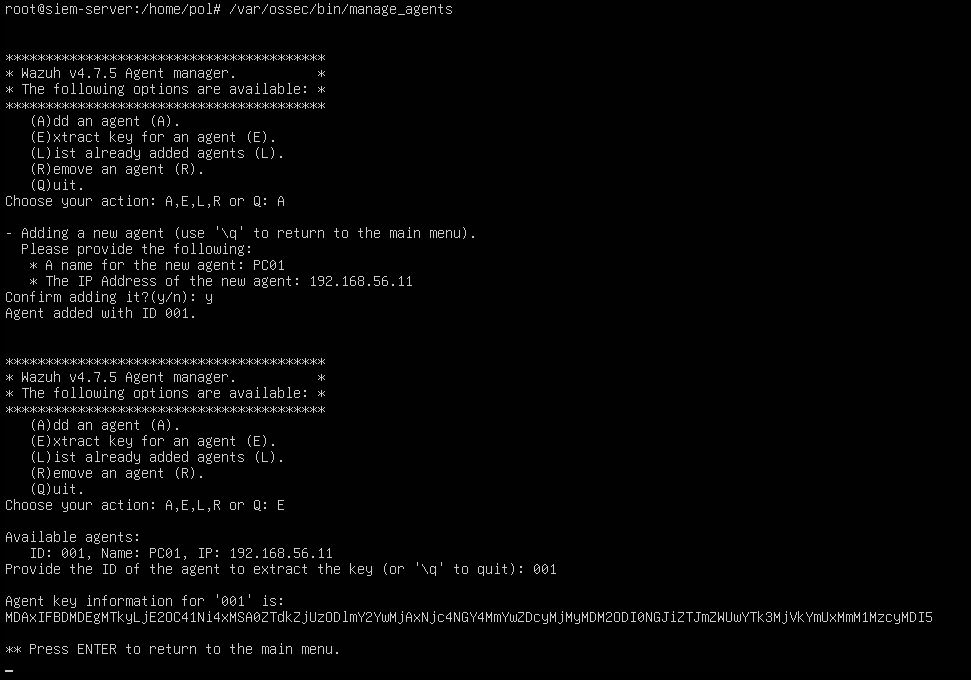 root@siem-server:/home/pol# /var/ossec/bin/manage_agents
****************************************
* Wazuh v4.7.5 Agent manager.          *
* The following options are available: *
****************************************
   (A)dd an agent (A).
   (E)xtract key for an agent (E).
   (L)ist already added agents (L).
   (R)emove an agent (R).
   (Q)uit.
Choose your action: A,E,L,R or Q: A
- Adding a new agent (use '\q' to return to the main menu).
  Please provide the following:
   * A name for the new agent: PC01
   * The IP Address of the new agent: 192.168.56.11
Confirm adding it?(y/n): y
Agent added with ID 001.
****************************************
* Wazuh v4.7.5 Agent manager.          *
* The following options are available: *
****************************************
   (A)dd an agent (A).
   (E)xtract key for an agent (E).
   (L)ist already added agents (L).
   (R)emove an agent (R).
   (Q)uit.
Choose your action: A,E,L,R or Q: E
Available agents:
   ID: 001, Name: PC01, IP: 192.168.56.11
Provide the ID of the agent to extract the key (or '\q' to quit): 001
Agent key information for '001' is:
MDAxIFBDMDEgMTkyLjE2OC41Ni4xMSA0ZTdkZjUzODlmY2YwMjAxNjc4NGY4MmYwZDcyMjMyMDM2ODI0NGJiZTJmZWUwYTk3MjVkYmUxMmM1MzcyMDI5
** Press ENTER to return to the main menu.